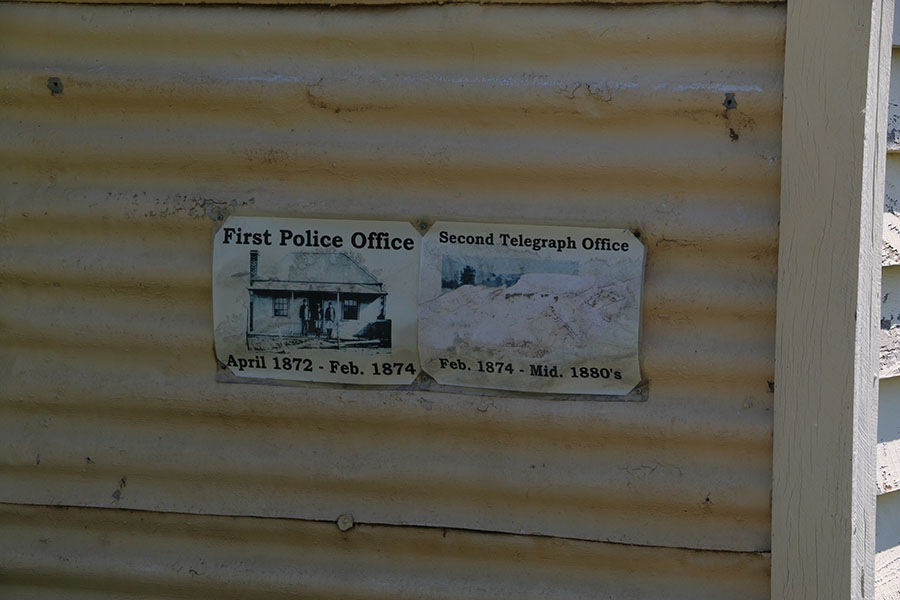 First Police Office
April 1872 - Feb. 1874
Second Telegraph Office
Feb. 1874 - Mid. 1880's